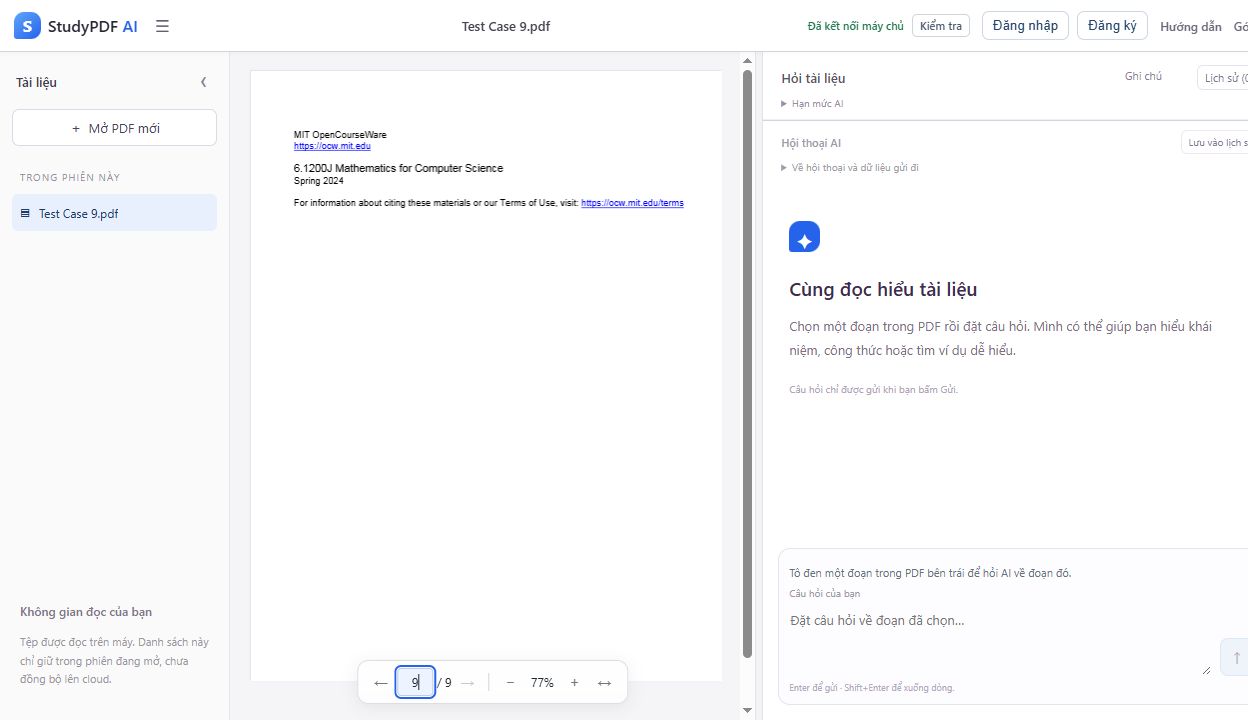 S StudyPDF AI
Test Case 9.pdf
Đã kết nối máy chủ
Kiểm tra
Đăng nhập
Đăng ký
Hướng dẫn
Tài liệu
+ Mở PDF mới
TRONG PHIÊN NÀY
Test Case 9.pdf
Không gian đọc của bạn
Tệp được đọc trên máy. Danh sách này
chỉ giữ trong phiên đang mở, chưa
đồng bộ lên cloud.
MIT OpenCourseWare
https://ocw.mit.edu
6.1200J Mathematics for Computer Science
Spring 2024
For information about citing these materials or our Terms of Use, visit: https://ocw.mit.edu/terms
← 9 / 9 → − 77% + ↔
Hỏi tài liệu
Ghi chú
Lịch sử (
Hạn mức AI
Hội thoại AI
Lưu vào lịch s
Về hội thoại và dữ liệu gửi đi
Cùng đọc hiểu tài liệu
Chọn một đoạn trong PDF rồi đặt câu hỏi. Mình có thể giúp bạn hiểu khái
niệm, công thức hoặc tìm ví dụ dễ hiểu.
Câu hỏi chỉ được gửi khi bạn bấm Gửi.
Tô đen một đoạn trong PDF bên trái để hỏi AI về đoạn đó.
Câu hỏi của bạn
Đặt câu hỏi về đoạn đã chọn...
↑
Enter để gửi · Shift+Enter để xuống dòng.